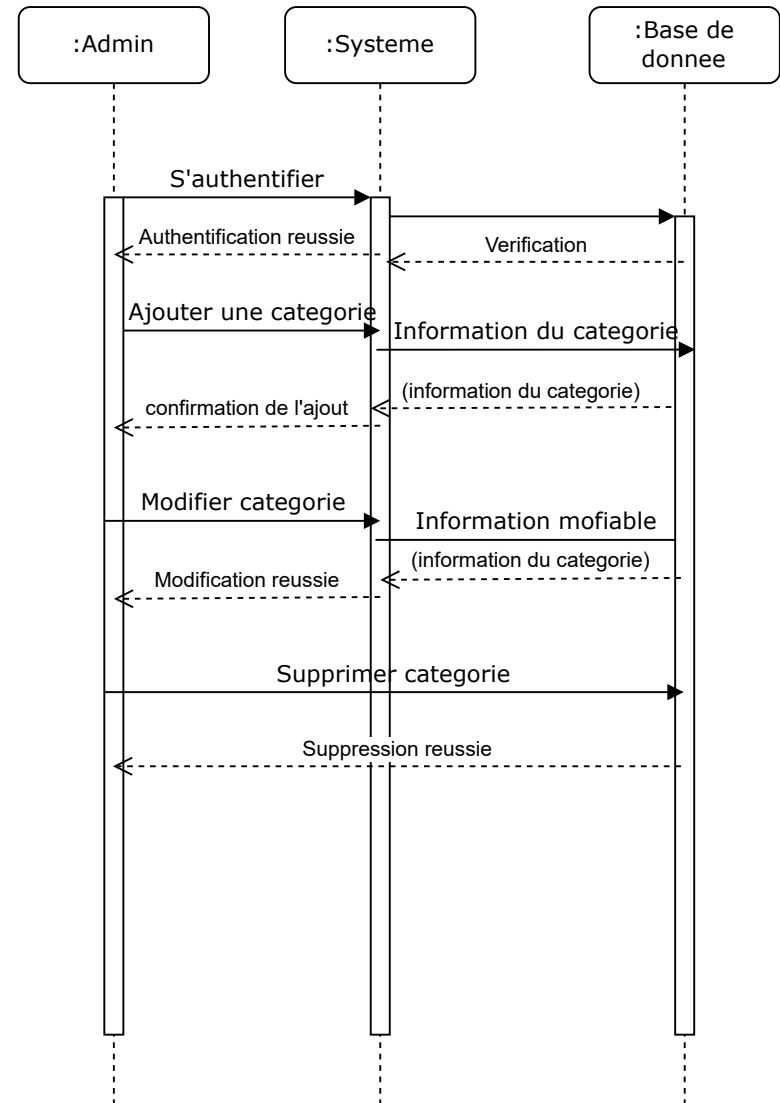 :Admin
:Systeme
:Base de
donnee
S'authentifier
Authentification reussie
Verification
Ajouter une categorie
Information du categorie
(information du categorie)
confirmation de l'ajout
Modifier categorie
Information mofiable
(information du categorie)
Modification reussie
Supprimer categorie
Suppression reussie